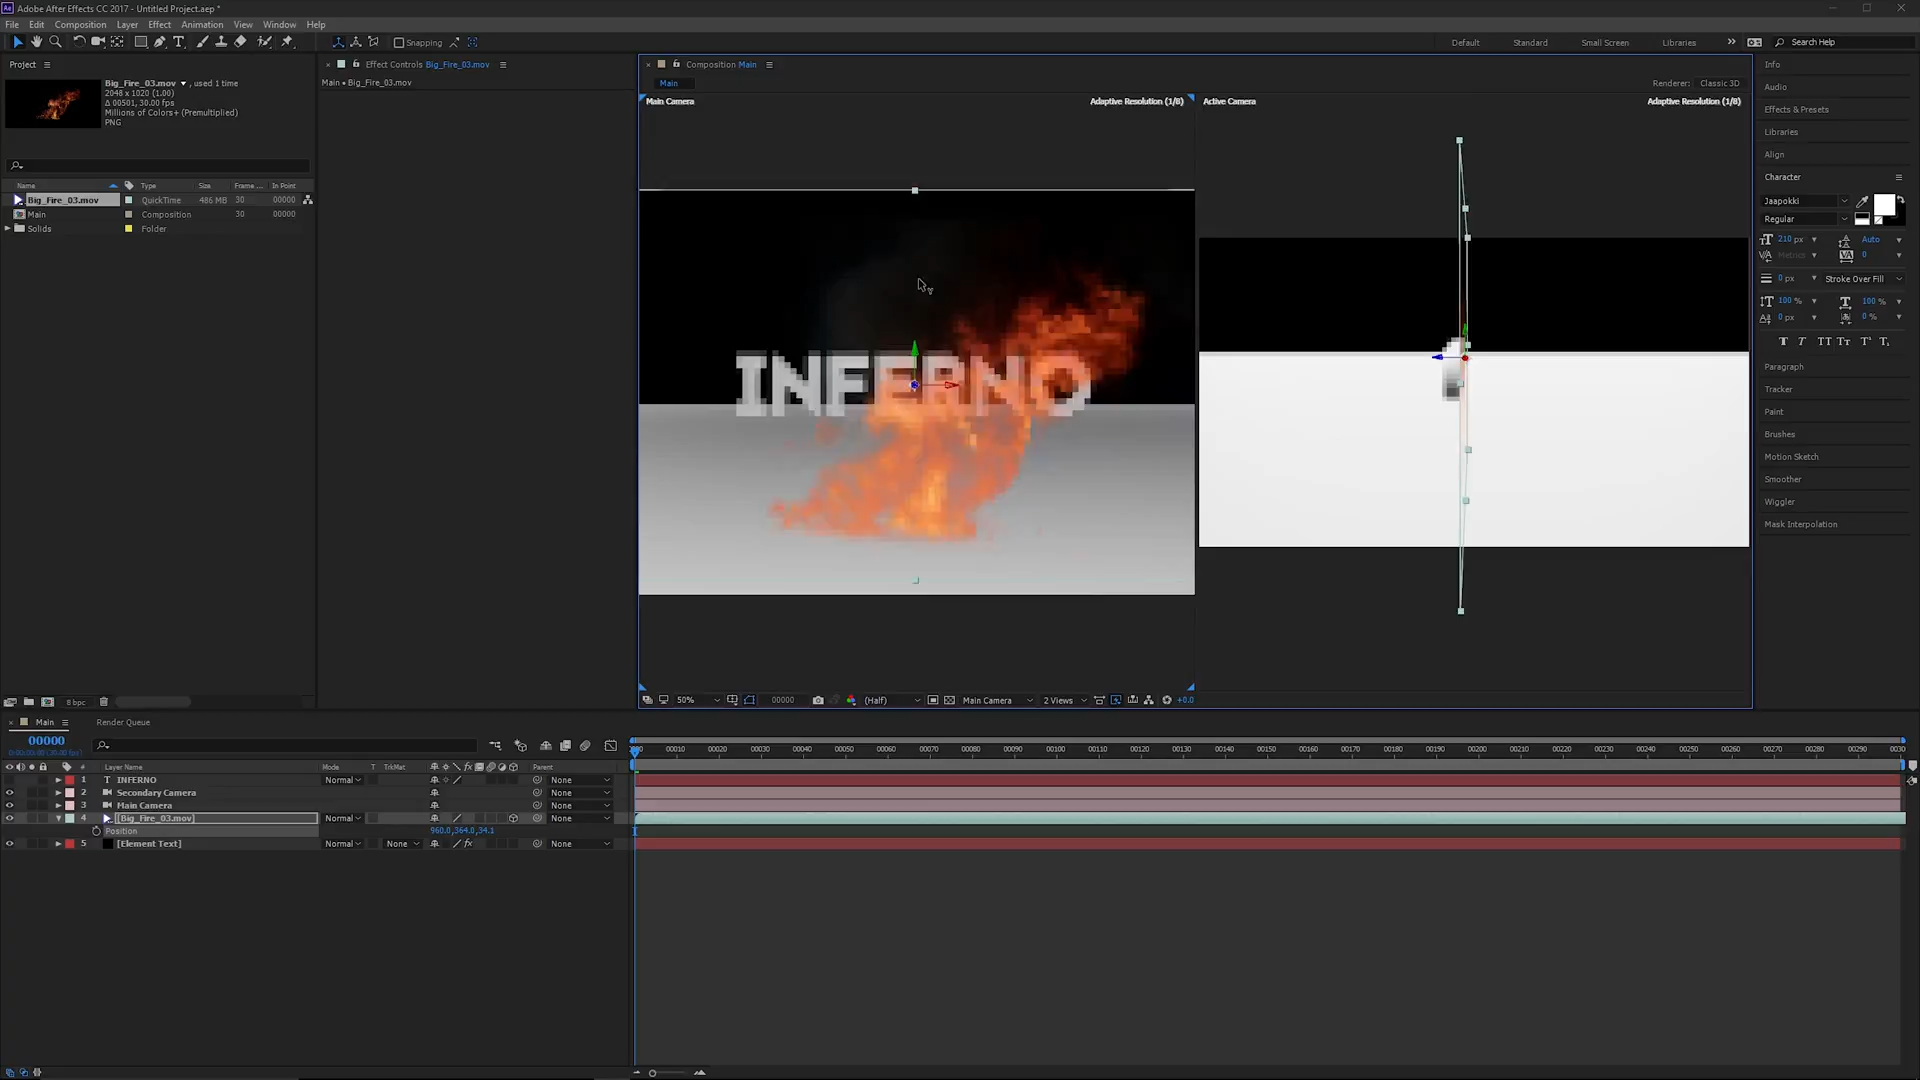 Adobe After Effects CC 2017 - Untitled Project.aep *
File Edit Composition Layer Effect Animation View Window Help
Snapping
Default Standard Small Screen Libraries Search Help
Project
Big_Fire_03.mov , used 1 time
2048 x 1020 (1.00)
Δ 00501, 30.00 fps
Millions of Colors+ (Premultiplied)
PNG
Name Type Size Frame ... In Point
Big_Fire_03.mov QuickTime 486 MB 30 00000
Main Composition 30 00000
Solids Folder
8 bpc
Effect Controls Big_Fire_03.mov
Main • Big_Fire_03.mov
Composition Main
Main
Renderer: Classic 3D
Main Camera Adaptive Resolution (1/8)
Active Camera Adaptive Resolution (1/8)
INFERNO
50% 00000 (Half) Main Camera 2 Views +0.0
Info
Audio
Effects & Presets
Libraries
Align
Character
Jaapokki
Regular
210 px Auto
Metrics 0
0 px Stroke Over Fill
100 % 100 %
0 px 0 %
Paragraph
Tracker
Paint
Brushes
Motion Sketch
Smoother
Wiggler
Mask Interpolation
Main Render Queue
00000
# Layer Name Mode T TrkMat Parent
1 T INFERNO Normal None
2 Secondary Camera None
3 Main Camera None
4 [Big_Fire_03.mov] Normal None
Position 960.0,364.0,34.1
5 [Element Text] Normal None None
00010 00020 00030 00040 00050 00060 00070 00080 00090 00100 00110 00120 00130 00140 00150 00160 00170 00180 00190 00200 00210 00220 00230 00240 00250 00260 00270 00280 00290 0030